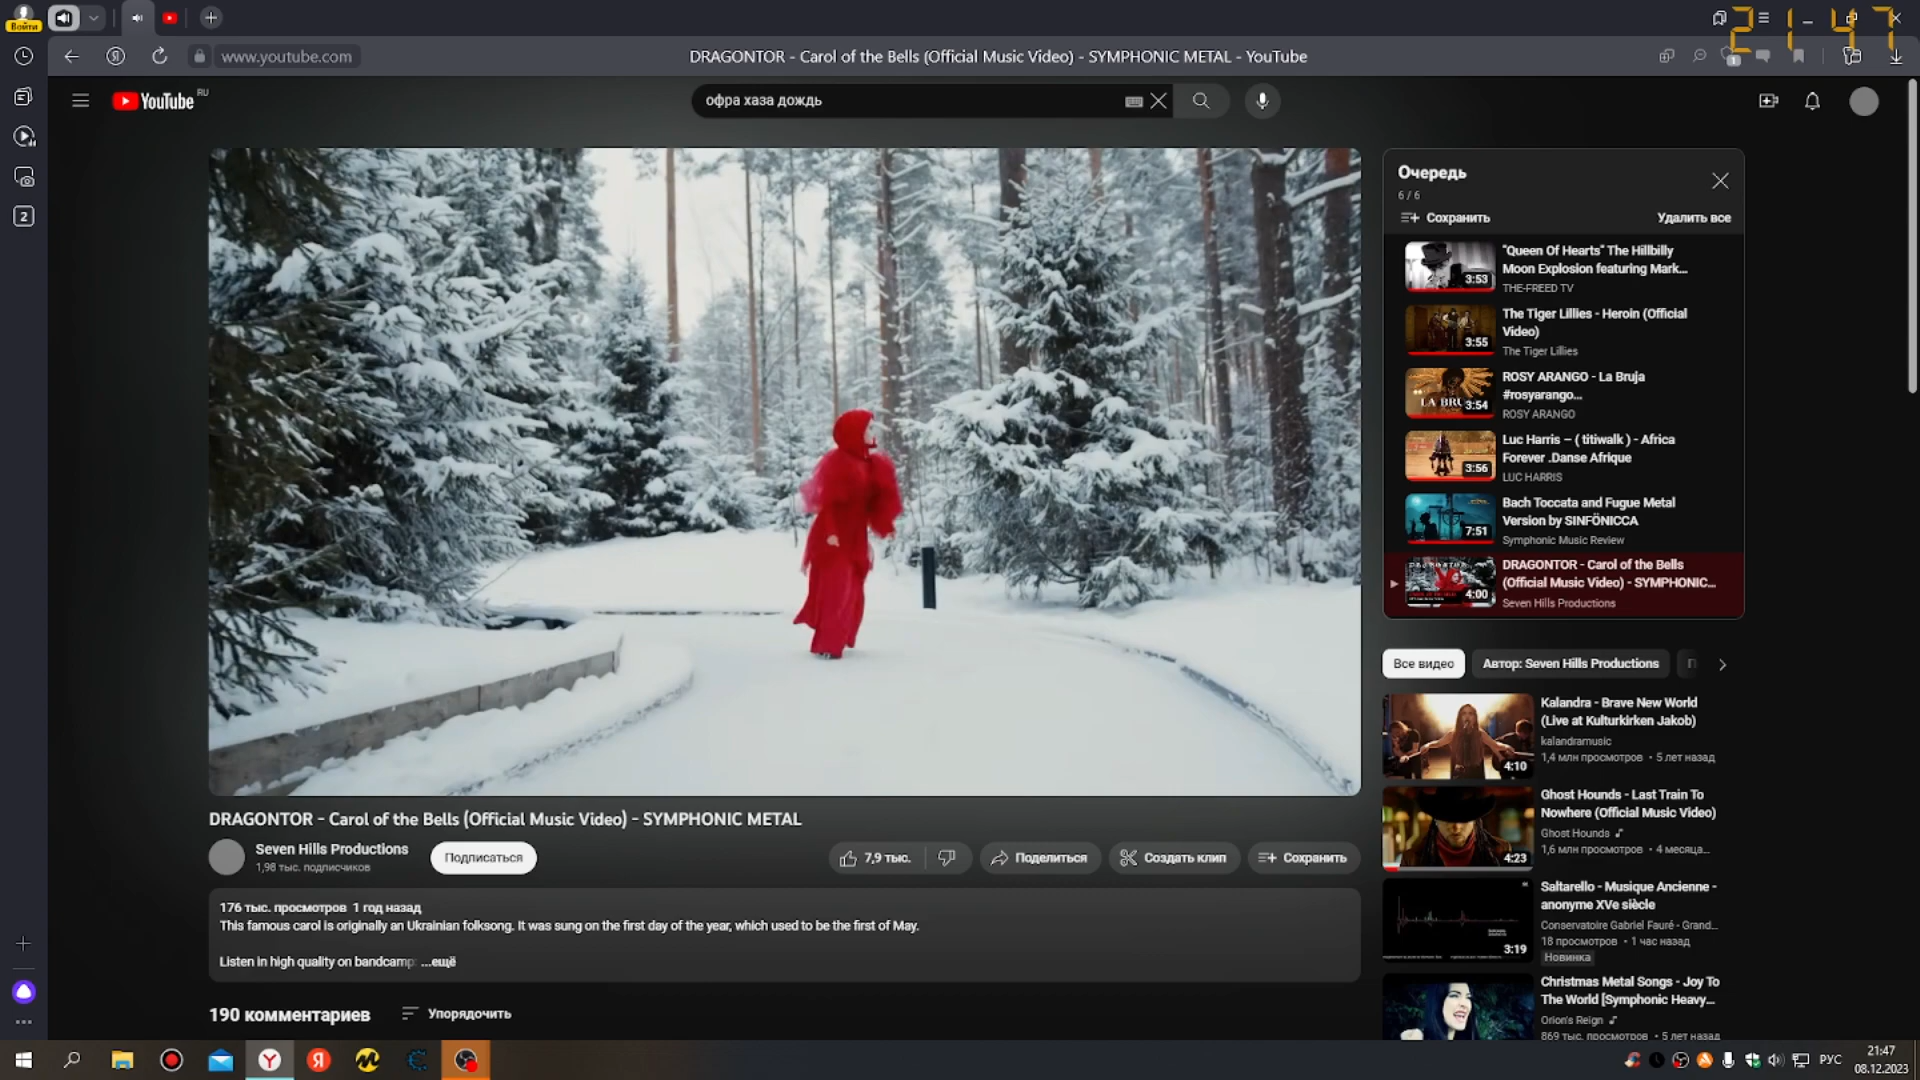 21:47
Войти
www.youtube.com
DRAGONTOR - Carol of the Bells (Official Music Video) - SYMPHONIC METAL - YouTube
1
2
YouTube
RU
офра хаза дождь
Очередь
6 / 6
Сохранить
Удалить все
"Queen Of Hearts" The Hillbilly
Moon Explosion featuring Mark...
THE-FREED TV
3:53
The Tiger Lillies - Heroin (Official
Video)
The Tiger Lillies
3:55
ROSY ARANGO - La Bruja
#rosyarango...
ROSY ARANGO
3:54
Luc Harris – ( titiwalk ) - Africa
Forever .Danse Afrique
LUC HARRIS
3:56
Bach Toccata and Fugue Metal
Version by SINFÖNICCA
Symphonic Music Review
7:51
DRAGONTOR - Carol of the Bells
(Official Music Video) - SYMPHONIC...
Seven Hills Productions
4:00
Все видео
Автор: Seven Hills Productions
Kalandra - Brave New World
(Live at Kulturkirken Jakob)
kalandramusic
1,4 млн просмотров • 5 лет назад
4:10
Ghost Hounds - Last Train To
Nowhere (Official Music Video)
Ghost Hounds
1,6 млн просмотров • 4 месяца...
4:23
Saltarello - Musique Ancienne -
anonyme XVe siècle
Conservatoire Gabriel Fauré - Grand...
18 просмотров • 1 час назад
Новинка
3:19
Christmas Metal Songs - Joy To
The World [Symphonic Heavy...
Orion's Reign
869 тыс. просмотров • 5 лет назад
DRAGONTOR - Carol of the Bells (Official Music Video) - SYMPHONIC METAL
Seven Hills Productions
1,98 тыс. подписчиков
Подписаться
7,9 тыс.
Поделиться
Создать клип
Сохранить
176 тыс. просмотров 1 год назад
This famous carol is originally an Ukrainian folksong. It was sung on the first day of the year, which used to be the first of May.
Listen in high quality on bandcamp: ...ещё
190 комментариев
Упорядочить
РУС
21:47
08.12.2023